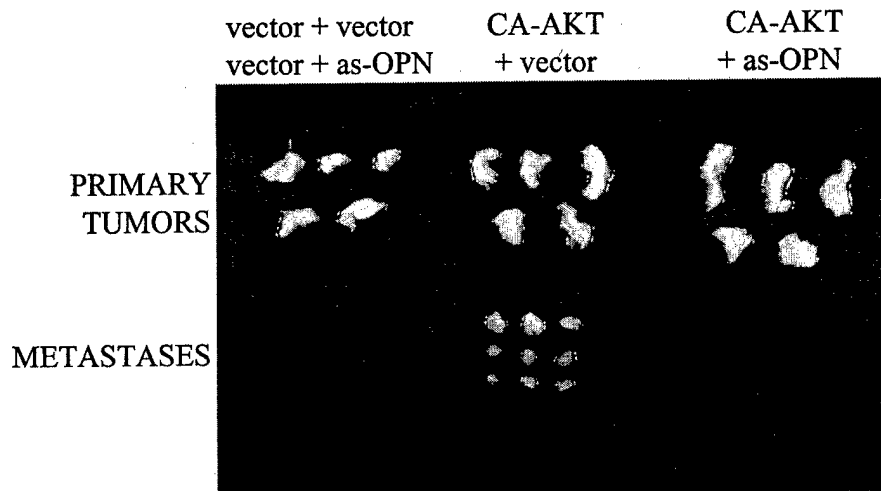 vector + vector
vector + as-OPN
CA-AKT
+ vector
CA-AKT
+ as-OPN
PRIMARY
TUMORS
METASTASES